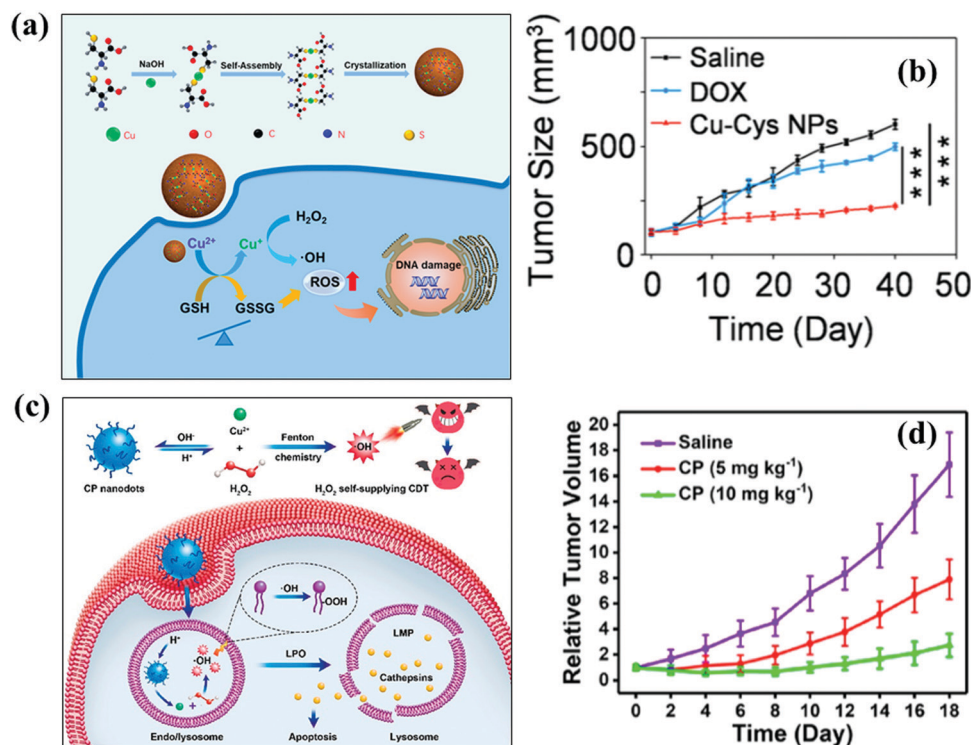 (a)
NaOH
Self-Assembly
Crystallization
Cu
O
C
N
S
H₂O₂
Cu²⁺
Cu⁺
·OH
GSH
GSSG
ROS
DNA damage
(b)
Tumor Size (mm³)
1000
500
0
Saline
DOX
Cu-Cys NPs
***
***
0 10 20 30 40 50
Time (Day)
(c)
CP nanodots
OH⁻
H⁺
Cu²⁺
+
H₂O₂
Fenton
chemistry
·OH
H₂O₂ self-supplying CDT
·OH
-OOH
H⁺
·OH
+
LPO
LMP
Cathepsins
Endo/lysosome
Apoptosis
Lysosome
(d)
Relative Tumor Volume
20
18
16
14
12
10
8
6
4
2
0
Saline
CP (5 mg kg⁻¹)
CP (10 mg kg⁻¹)
0 2 4 6 8 10 12 14 16 18
Time (Day)